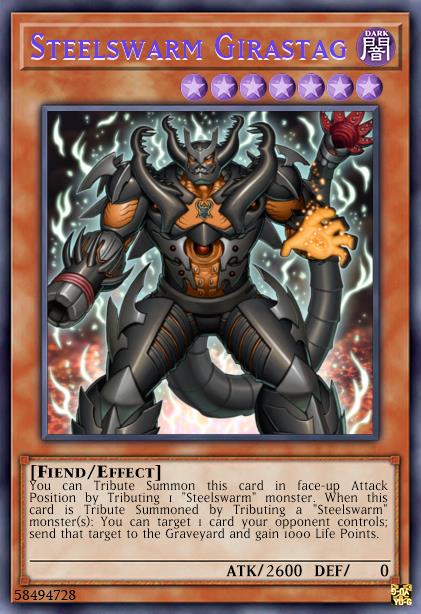 STEELSWARM GIRASTAG
DARK
闇
[FIEND/EFFECT]
You can Tribute Summon this card in face-up Attack
Position by Tributing 1 "Steelswarm" monster. When this
card is Tribute Summoned by Tributing a "Steelswarm"
monster(s): You can target 1 card your opponent controls;
send that target to the Graveyard and gain 1000 Life Points.
ATK/2600 DEF/ 0
58494728